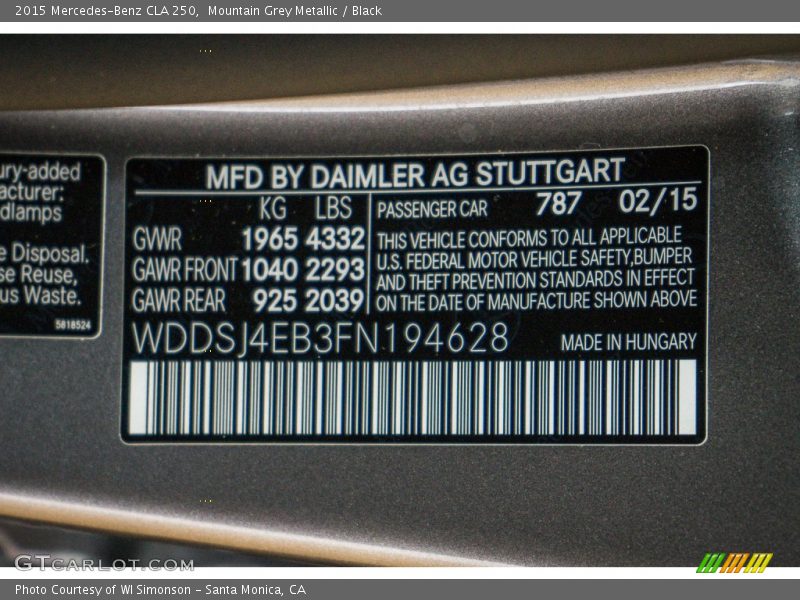 2015 Mercedes-Benz CLA 250,  Mountain Grey Metallic / Black
ury-added
acturer:
dlamps
e Disposal.
se Reuse,
us Waste.
5818524
MFD BY DAIMLER AG STUTTGART
KG LBS
GWR 1965 4332
GAWR FRONT 1040 2293
GAWR REAR 925 2039
PASSENGER CAR 787 02/15
THIS VEHICLE CONFORMS TO ALL APPLICABLE
U.S. FEDERAL MOTOR VEHICLE SAFETY,BUMPER
AND THEFT PREVENTION STANDARDS IN EFFECT
ON THE DATE OF MANUFACTURE SHOWN ABOVE
WDDSJ4EB3FN194628 MADE IN HUNGARY
GTCARLOT.COM
Photo Courtesy of WI Simonson - Santa Monica, CA